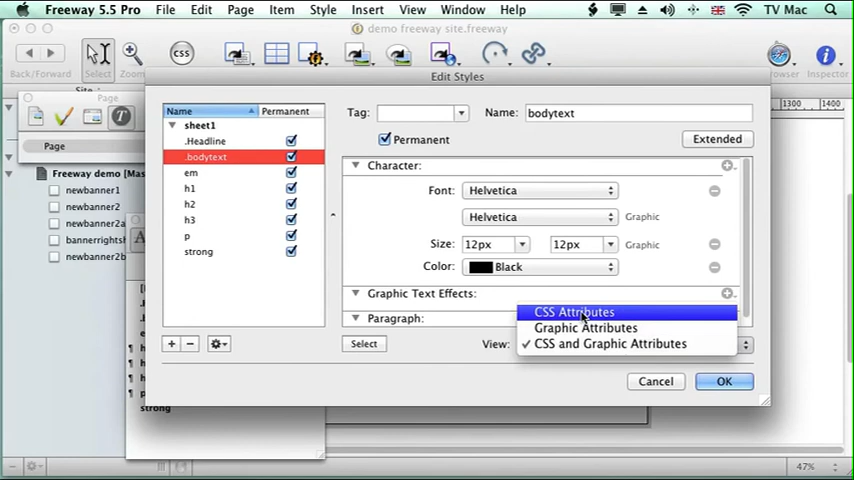 Freeway 5.5 Pro File Edit View Page Item Style Insert Window Help TV Mac
demo freeway site.freeway
CSS
Back/Forward Select Zoom Browser Inspector
Edit Styles
Page
Page
1300 1400
Name Permanent
sheet1
.Headline
.bodytext
em
h1
h2
h3
p
strong
Tag: Name: bodytext
Permanent Extended
Character:
Font: Helvetica
Helvetica Graphic
Size: 12px 12px Graphic
Color: Black
Graphic Text Effects:
Paragraph:
CSS Attributes
Graphic Attributes
✓ CSS and Graphic Attributes
Select View:
Cancel OK
Freeway demo [Mas
newbanner1
newbanner2
newbanner2a
bannerrightsh
newbanner2b
strong
47%